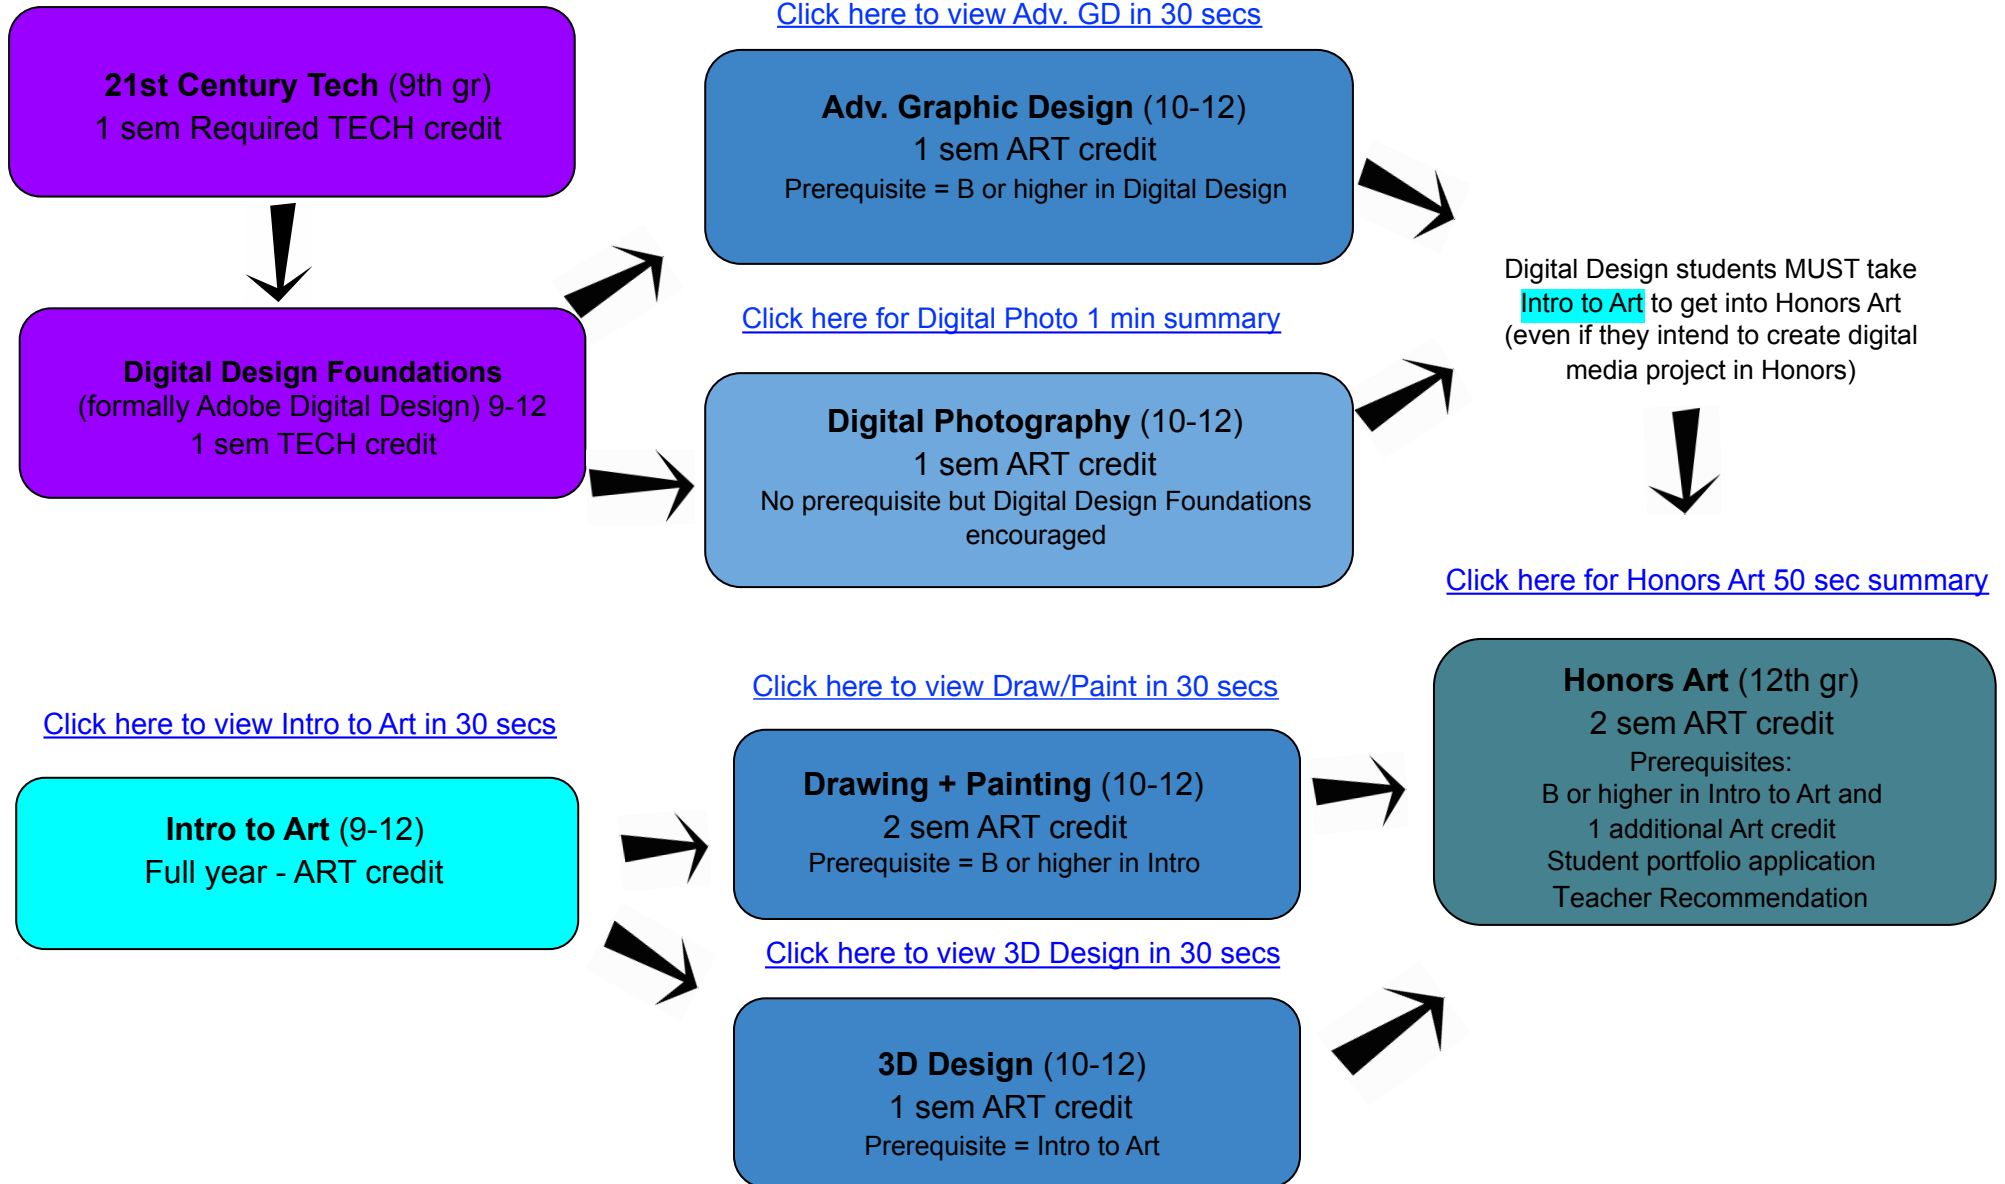 21st Century Tech (9th gr)
1 sem Required TECH credit
Digital Design Foundations
(formally Adobe Digital Design) 9-12
1 sem TECH credit
Click here to view Adv. GD in 30 secs
Adv. Graphic Design (10-12)
1 sem ART credit
Prerequisite = B or higher in Digital Design
Click here for Digital Photo 1 min summary
Digital Photography (10-12)
1 sem ART credit
No prerequisite but Digital Design Foundations
encouraged
Digital Design students MUST take
Intro to Art to get into Honors Art
(even if they intend to create digital
media project in Honors)
Click here for Honors Art 50 sec summary
Honors Art (12th gr)
2 sem ART credit
Prerequisites:
B or higher in Intro to Art and
1 additional Art credit
Student portfolio application
Teacher Recommendation
Click here to view Intro to Art in 30 secs
Intro to Art (9-12)
Full year - ART credit
Click here to view Draw/Paint in 30 secs
Drawing + Painting (10-12)
2 sem ART credit
Prerequisite = B or higher in Intro
Click here to view 3D Design in 30 secs
3D Design (10-12)
1 sem ART credit
Prerequisite = Intro to Art